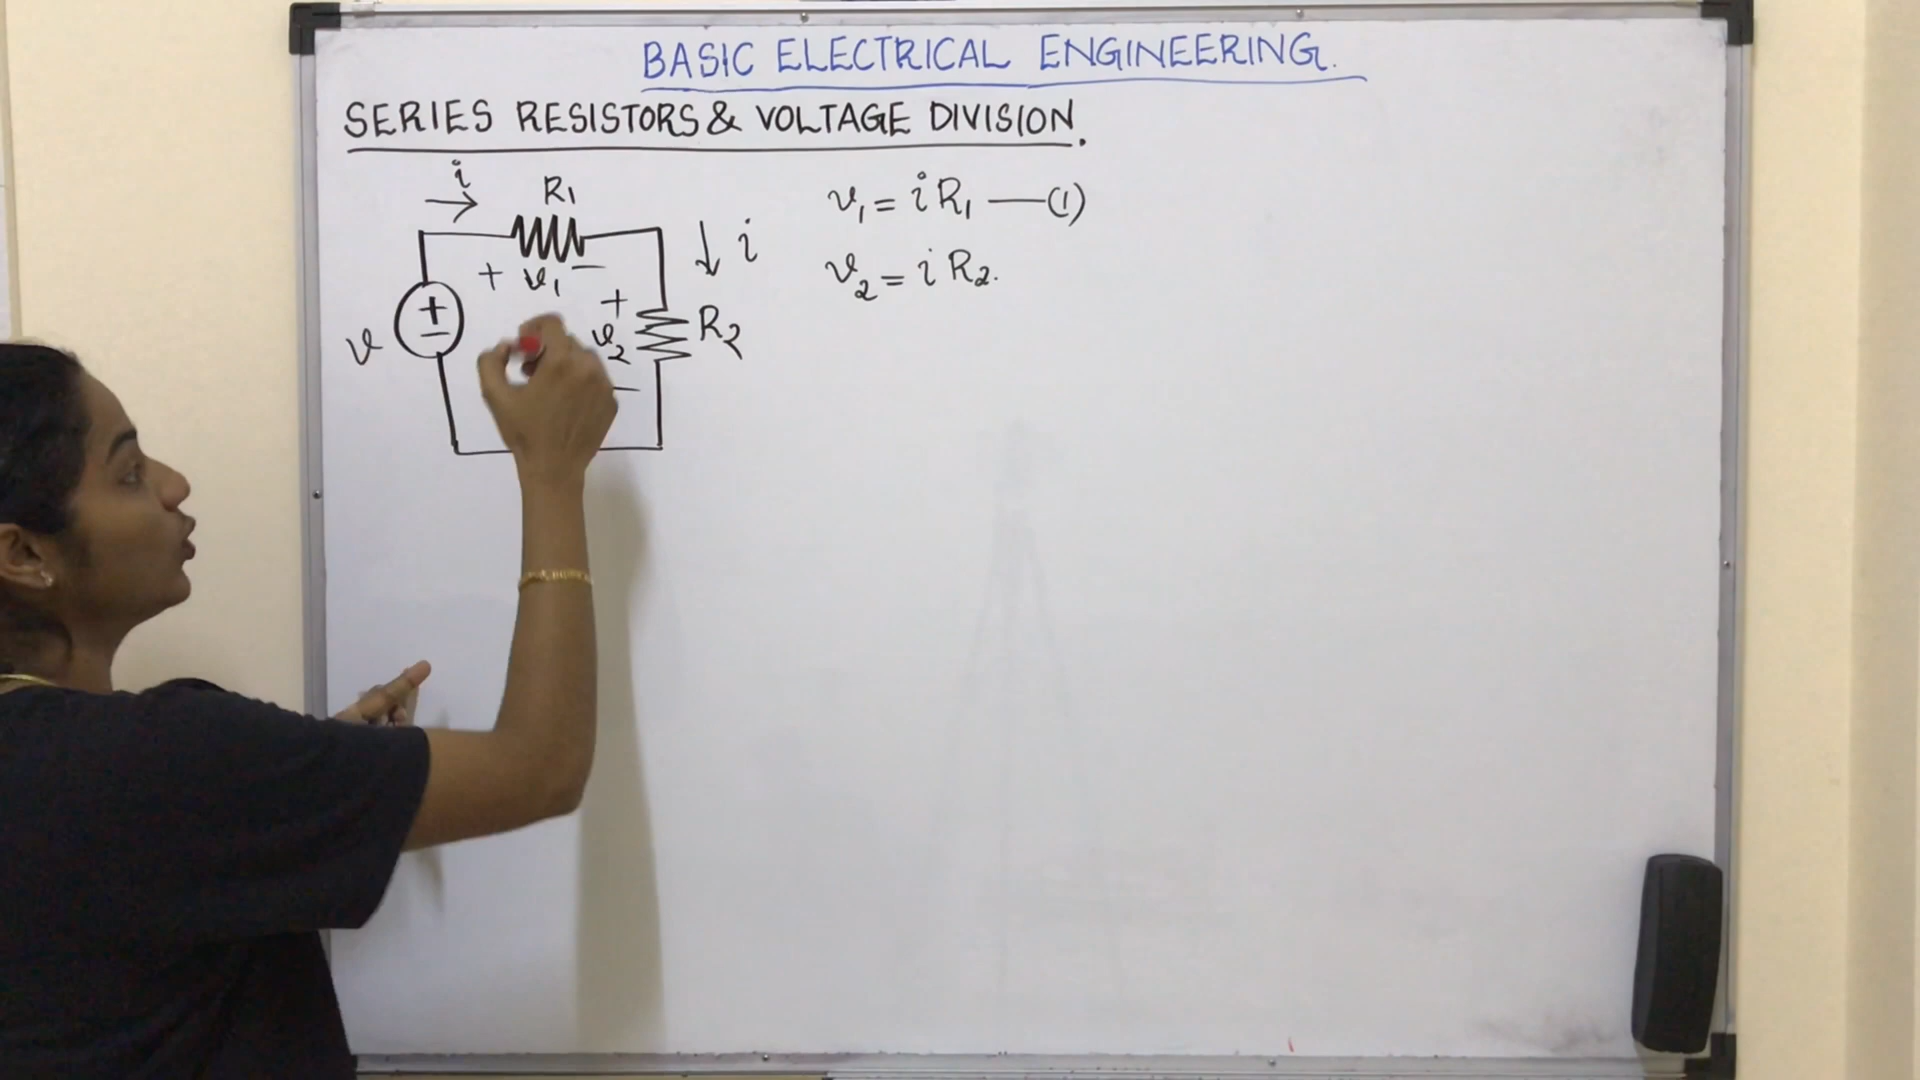 BASIC ELECTRICAL ENGINEERING.
SERIES RESISTORS & VOLTAGE DIVISION.
i
R1
i
+ v1 −
+
v2
−
R2
+
−
v
v1 = i R1 —(1)
v2 = i R2.